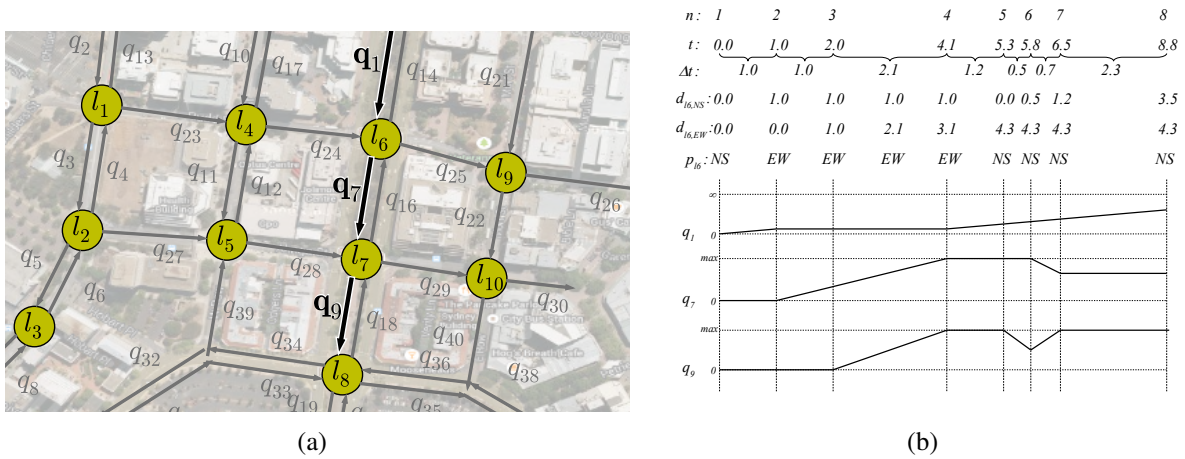 q2
q13
q10
q17
q1
q14
q21
l1
l4
l6
q23
q24
q25
l9
q3
q4
q11
q12
q7
q16
q22
q26
l2
l5
l7
l10
q27
q28
q29
q30
q5
q6
q39
q9
q18
q40
l3
q32
q34
q36
q8
q33
l8
q38
q19
q35
(a)
n: 1 2 3 4 5 6 7 8
t: 0.0 1.0 2.0 4.1 5.3 5.8 6.5 8.8
Δt: 1.0 1.0 2.1 1.2 0.5 0.7 2.3
d_l6,NS: 0.0 1.0 1.0 1.0 1.0 0.0 0.5 1.2 3.5
d_l6,EW: 0.0 0.0 1.0 2.1 3.1 4.3 4.3 4.3 4.3
p_l6: NS EW EW EW EW NS NS NS NS
∞
q1 0
max
q7 0
max
q9 0
(b)